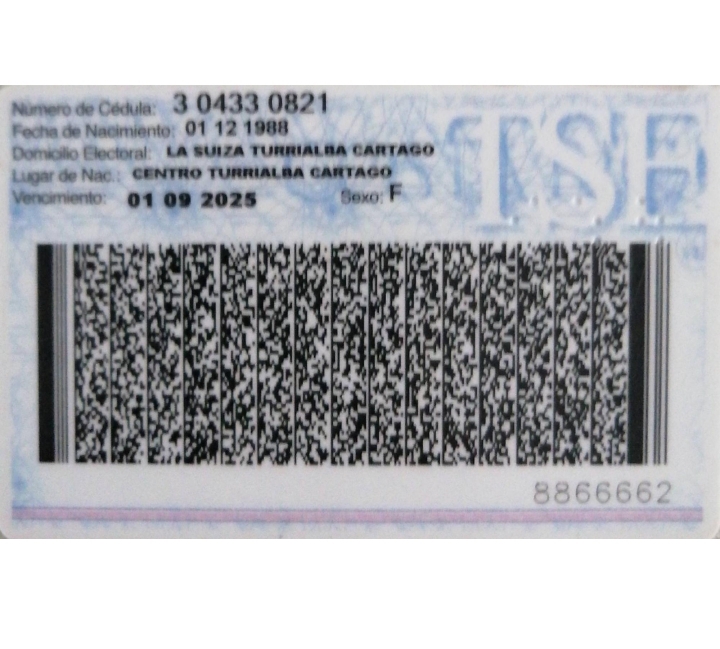 Número de Cédula: 3 0433 0821
Fecha de Nacimiento: 01 12 1988
Domicilio Electoral: LA SUIZA TURRIALBA CARTAGO
Lugar de Nac.: CENTRO TURRIALBA CARTAGO
Vencimiento: 01 09 2025 Sexo: F
TSE
8866662